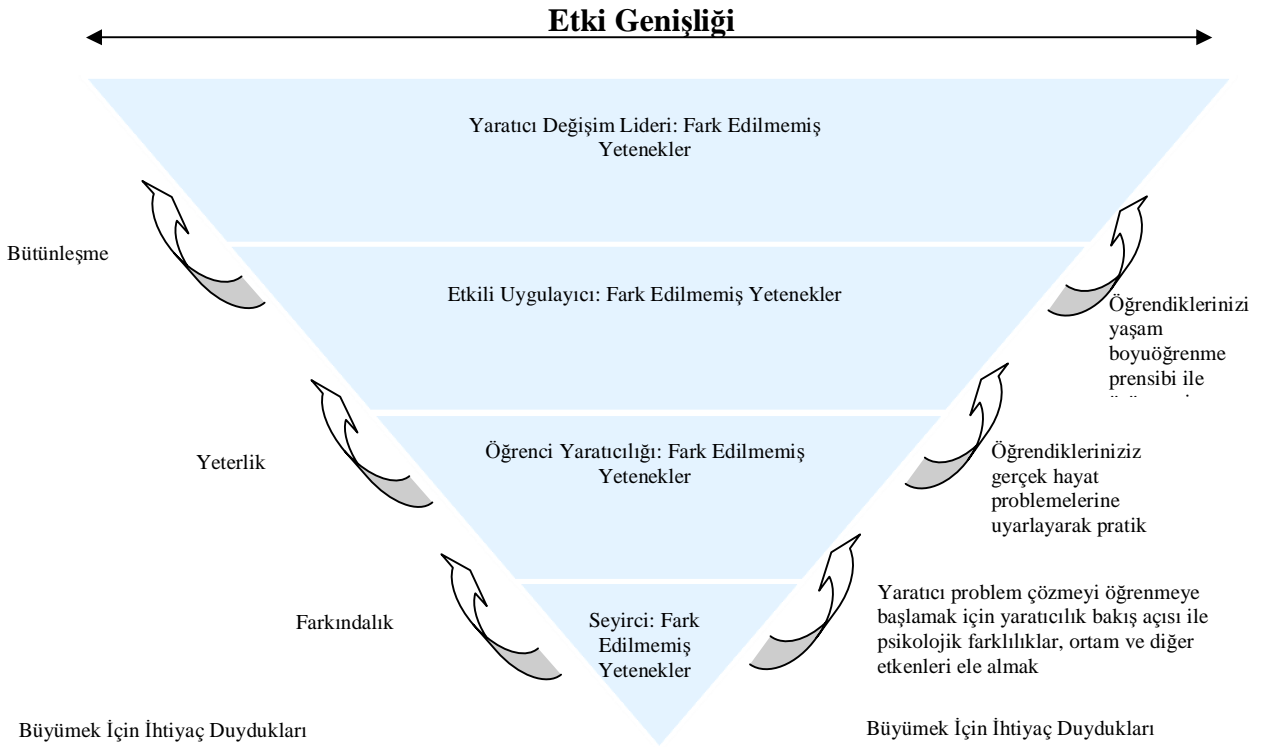 Etki Genişliği
Yaratıcı Değişim Lideri: Fark Edilmemiş
Yetenekler
Bütünleşme
Etkili Uygulayıcı: Fark Edilmemiş Yetenekler
Öğrendiklerinizi
yaşam
boyuöğrenme
prensibi ile
Yeterlik
Öğrenci Yaratıcılığı: Fark Edilmemiş
Yetenekler
Öğrendikleriniziz
gerçek hayat
problemelerine
uyarlayarak pratik
Farkındalık
Seyirci: Fark
Edilmemiş
Yetenekler
Yaratıcı problem çözmeyi öğrenmeye
başlamak için yaratıcılık bakış açısı ile
psikolojik farklılıklar, ortam ve diğer
etkenleri ele almak
Büyümek İçin İhtiyaç Duydukları
Büyümek İçin İhtiyaç Duydukları